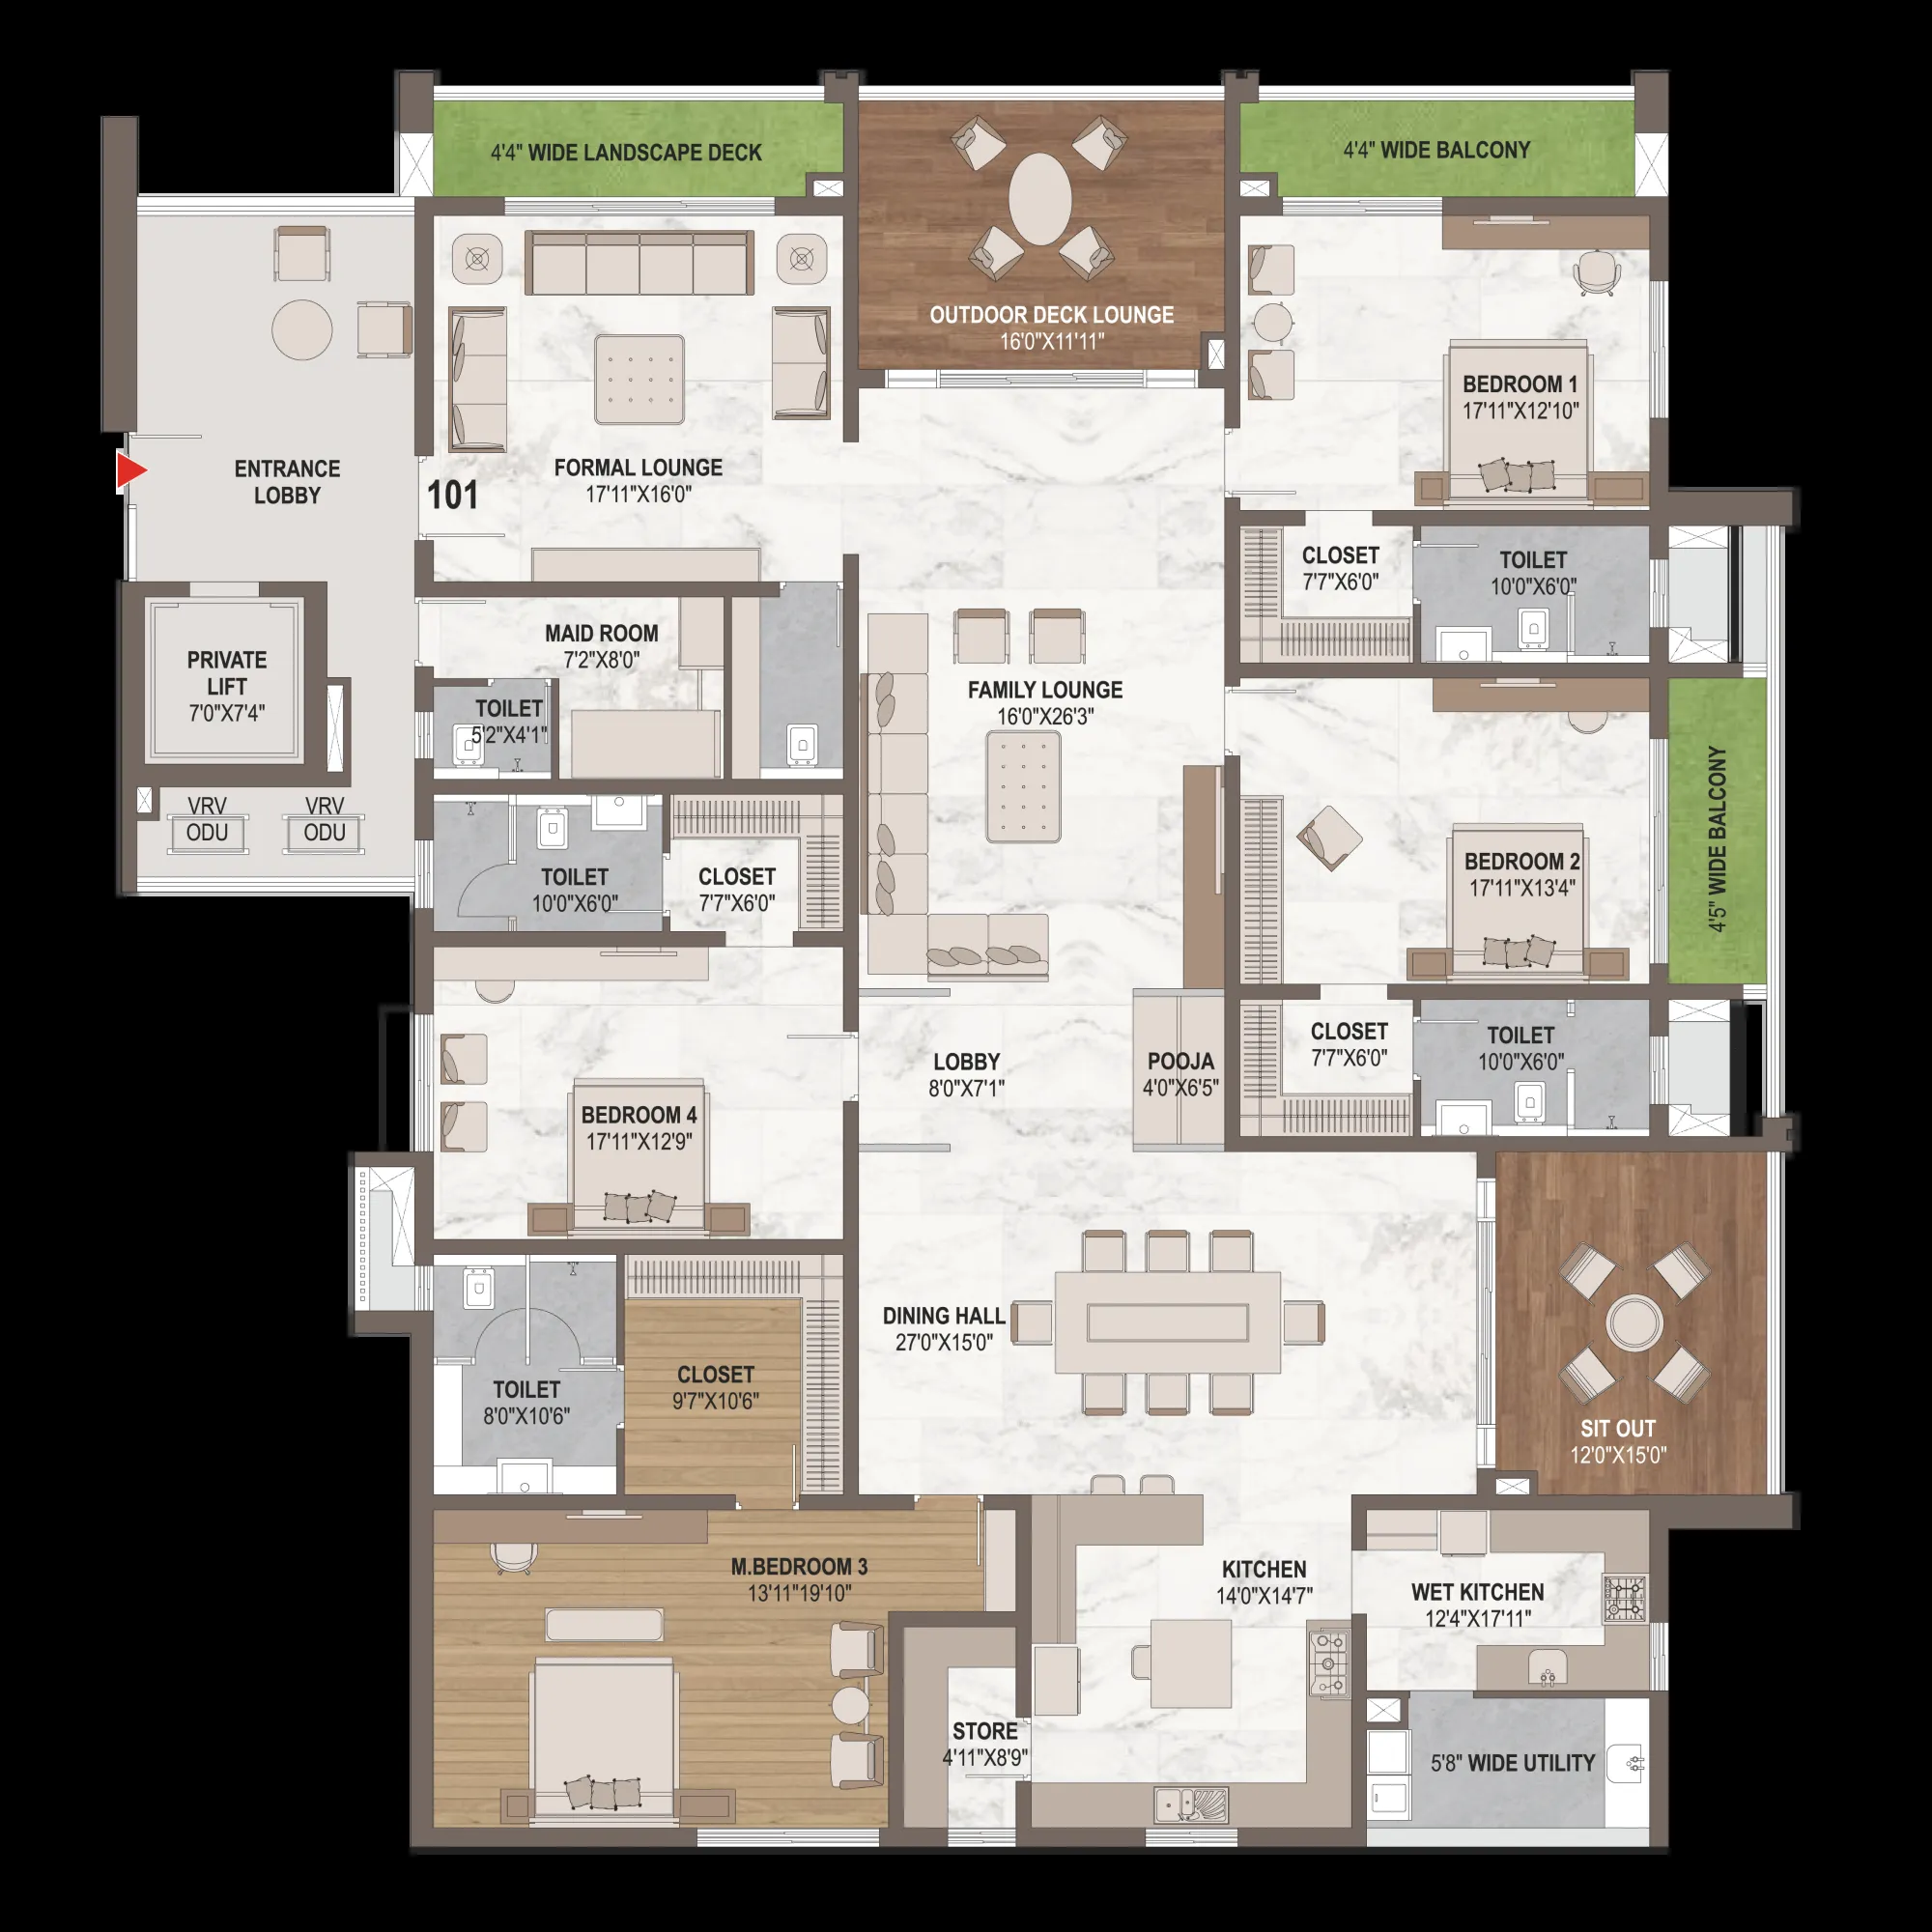 4'4" WIDE LANDSCAPE DECK
4'4" WIDE BALCONY
OUTDOOR DECK LOUNGE
16'0"X11'11"
BEDROOM 1
17'11"X12'10"
ENTRANCE
LOBBY
101
FORMAL LOUNGE
17'11"X16'0"
CLOSET
7'7"X6'0"
TOILET
10'0"X6'0"
PRIVATE
LIFT
7'0"X7'4"
MAID ROOM
7'2"X8'0"
TOILET
5'2"X4'1"
FAMILY LOUNGE
16'0"X26'3"
VRV
ODU
VRV
ODU
TOILET
10'0"X6'0"
CLOSET
7'7"X6'0"
BEDROOM 2
17'11"X13'4"
4'5" WIDE BALCONY
LOBBY
8'0"X7'1"
POOJA
4'0"X6'5"
CLOSET
7'7"X6'0"
TOILET
10'0"X6'0"
BEDROOM 4
17'11"X12'9"
DINING HALL
27'0"X15'0"
TOILET
8'0"X10'6"
CLOSET
9'7"X10'6"
SIT OUT
12'0"X15'0"
M.BEDROOM 3
13'11"19'10"
KITCHEN
14'0"X14'7"
WET KITCHEN
12'4"X17'11"
STORE
4'11"X8'9"
5'8" WIDE UTILITY